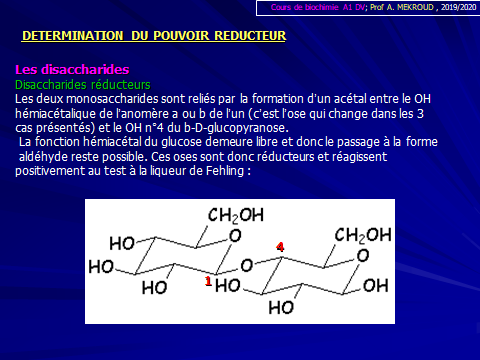 Cours de biochimie A1 DV; Prof A. MEKROUD , 2019/2020
DETERMINATION DU POUVOIR REDUCTEUR
Les disaccharides
Disaccharides réducteurs
Les deux monosaccharides sont reliés par la formation d'un acétal entre le OH
hémiacétalique de l'anomère a ou b de l'un (c'est l'ose qui change dans les 3
cas présentés) et le OH n°4 du b-D-glucopyranose.
La fonction hémiacétal du glucose demeure libre et donc le passage à la forme
aldéhyde reste possible. Ces oses sont donc réducteurs et réagissent
positivement au test à la liqueur de Fehling :
CH2OH
HO O 4 CH2OH
HO O O
HO 1 HO OH
HO